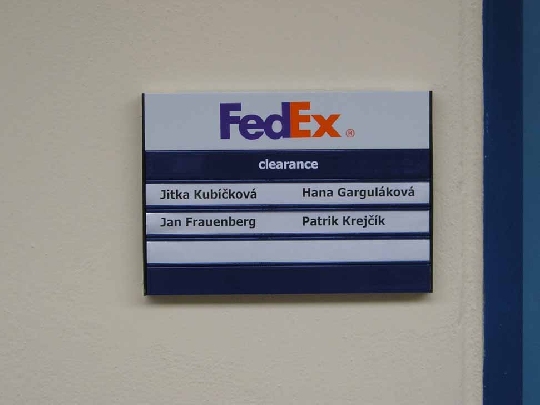 FedEx®
clearance
Jitka Kubíčková Hana Garguláková
Jan Frauenberg Patrik Krejčík